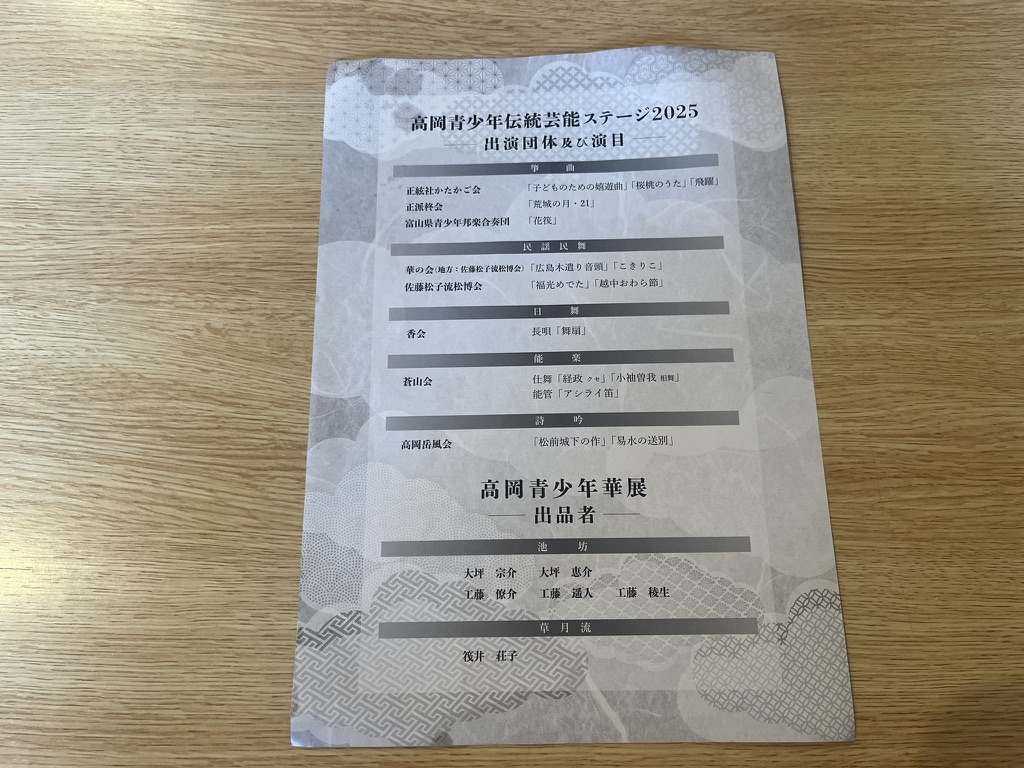 高岡青少年伝統芸能ステージ2025
出演団体及び演目
箏 曲
正絃社かたかご会 「子どものための嬉遊曲」「桜桃のうた」「飛躍」
正派柊会 「荒城の月・21」
富山県青少年邦楽合奏団 「花筏」
民 謡 民 舞
華の会（地方：佐藤松子流松博会）「広島木遣り音頭」「こきりこ」
佐藤松子流松博会 「福光めでた」「越中おわら節」
日 舞
香会 長唄「舞扇」
能 楽
蒼山会 仕舞「経政 クセ」「小袖曽我 相舞」
能管「アシライ笛」
詩 吟
高岡岳風会 「松前城下の作」「易水の送別」
高岡青少年華展
出品者
池 坊
大坪 宗介 大坪 恵介
工藤 僚介 工藤 遥人 工藤 稜生
草 月 流
筏井 荘子